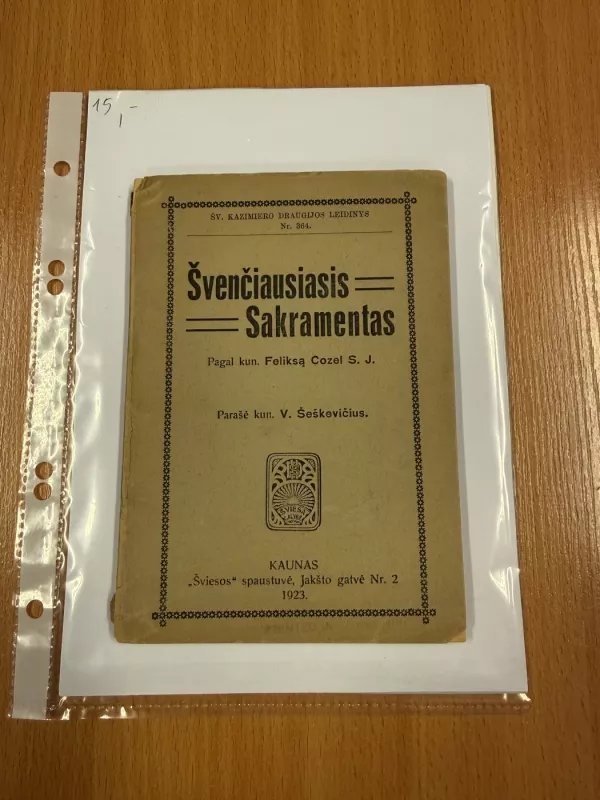 15,-
ŠV. KAZIMIERO DRAUGIJOS LEIDINYS
Nr. 364.
Švenčiausiasis
Sakramentas
Pagal kun. Feliksą Cozel S. J.
Parašė kun. V. Šeškevičius.
ŠVIESA
KAUNAS
„Šviesos“ spaustuvė, Jakšto gatvė Nr. 2
1923.